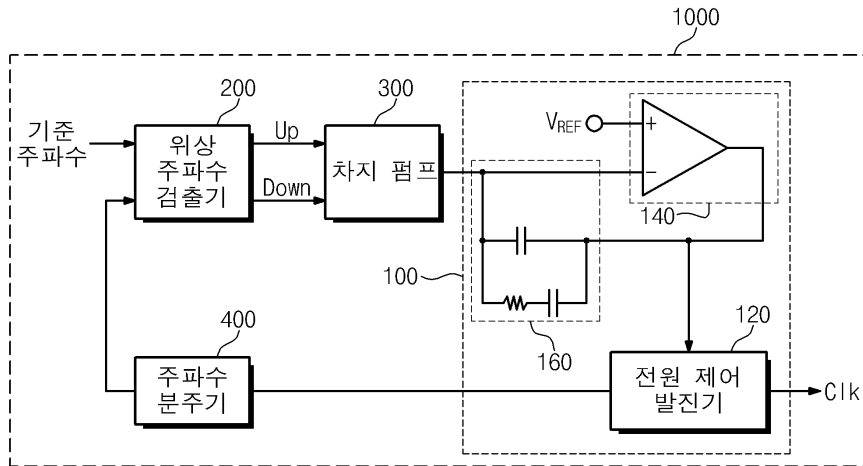 1000
200
300
기준
주파수
위상
주파수
검출기
Up
Down
차지 펌프
V_REF
+
−
140
100
160
400
120
주파수
분주기
전원 제어
발진기
Clk